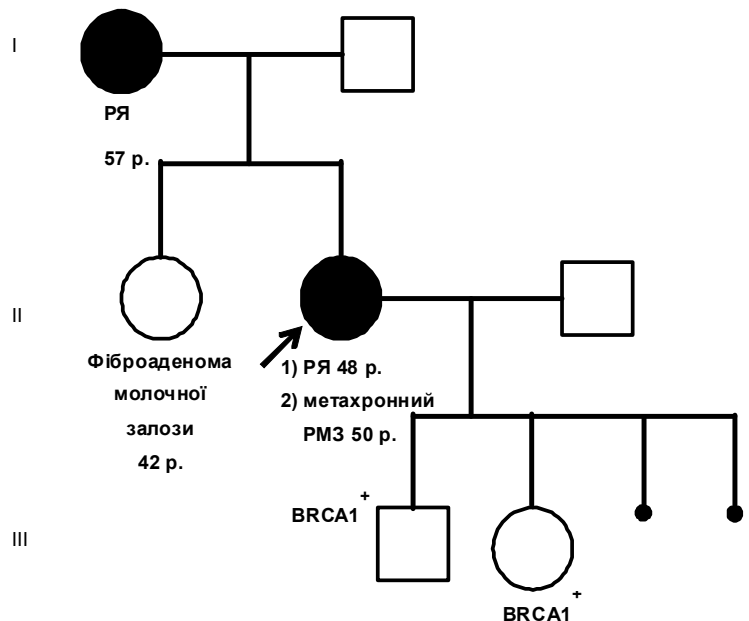 I
РЯ
57 р.
II
Фіброаденома
молочної
залози
42 р.
1) РЯ 48 р.
2) метахронний
РМЗ 50 р.
III
BRCA1+
BRCA1+